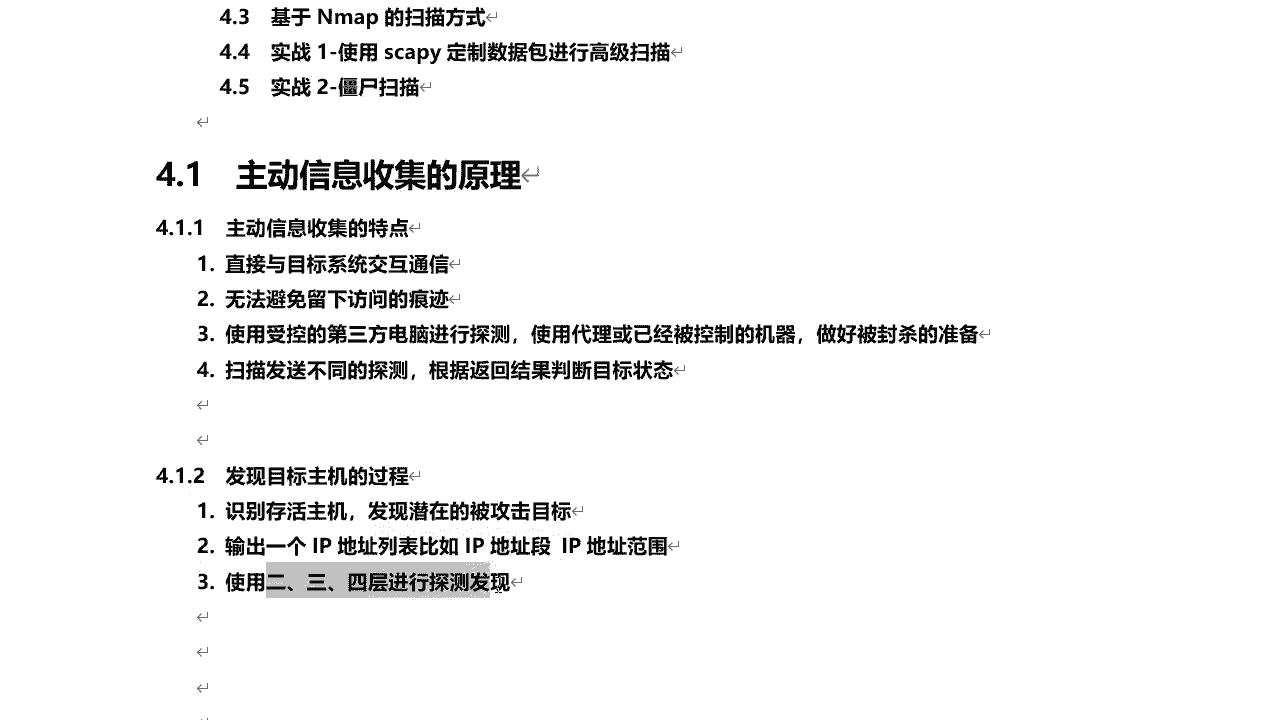 4.3 基于 Nmap 的扫描方式
4.4 实战 1-使用 scapy 定制数据包进行高级扫描
4.5 实战 2-僵尸扫描
4.1 主动信息收集的原理
4.1.1 主动信息收集的特点
1. 直接与目标系统交互通信
2. 无法避免留下访问的痕迹
3. 使用受控的第三方电脑进行探测，使用代理或已经被控制的机器，做好被封杀的准备
4. 扫描发送不同的探测，根据返回结果判断目标状态
4.1.2 发现目标主机的过程
1. 识别存活主机，发现潜在的被攻击目标
2. 输出一个 IP 地址列表比如 IP 地址段 IP 地址范围
3. 使用二、三、四层进行探测发现